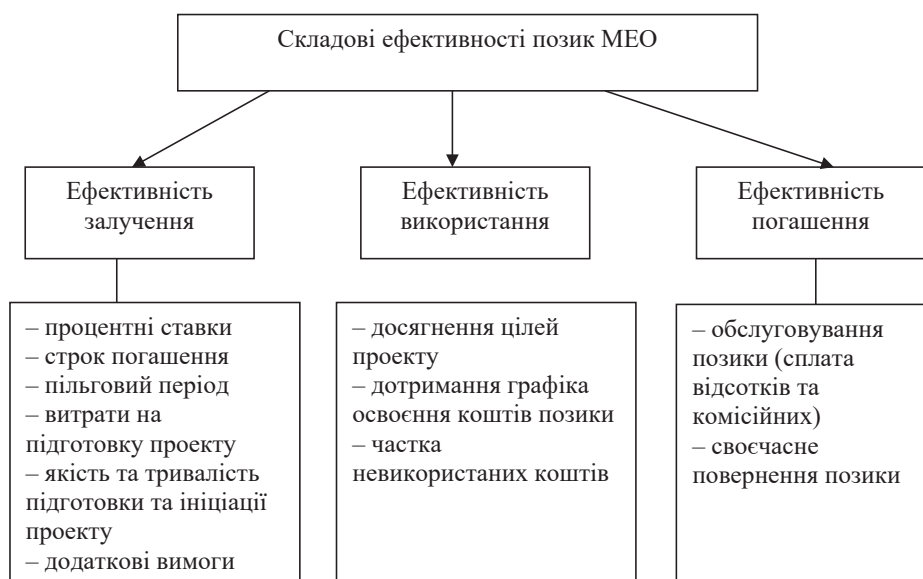 Складові ефективності позик МЕО
Ефективність
залучення
Ефективність
використання
Ефективність
погашення
– процентні ставки
– строк погашення
– пільговий період
– витрати на
підготовку проекту
– якість та тривалість
підготовки та ініціації
проекту
– додаткові вимоги
– досягнення цілей
проекту
– дотримання графіка
освоєння коштів позики
– частка
невикористаних коштів
– обслуговування
позики (сплата
відсотків та
комісійних)
– своєчасне
повернення позики